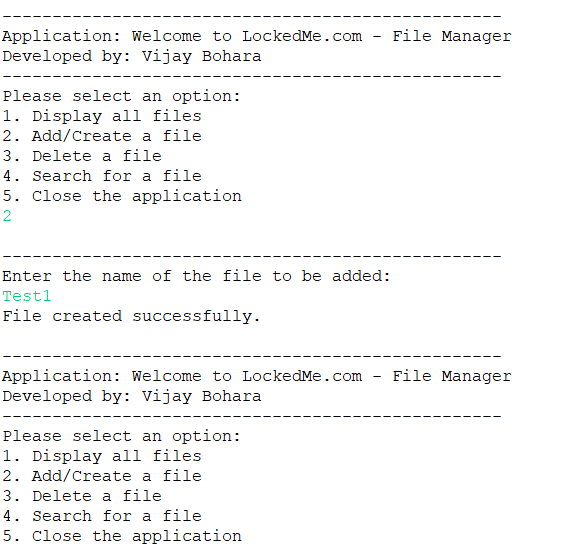 --------------------------------------------------
Application: Welcome to LockedMe.com - File Manager
Developed by: Vijay Bohara
--------------------------------------------------
Please select an option:
1. Display all files
2. Add/Create a file
3. Delete a file
4. Search for a file
5. Close the application
2
--------------------------------------------------
Enter the name of the file to be added:
Test1
File created successfully.
--------------------------------------------------
Application: Welcome to LockedMe.com - File Manager
Developed by: Vijay Bohara
--------------------------------------------------
Please select an option:
1. Display all files
2. Add/Create a file
3. Delete a file
4. Search for a file
5. Close the application